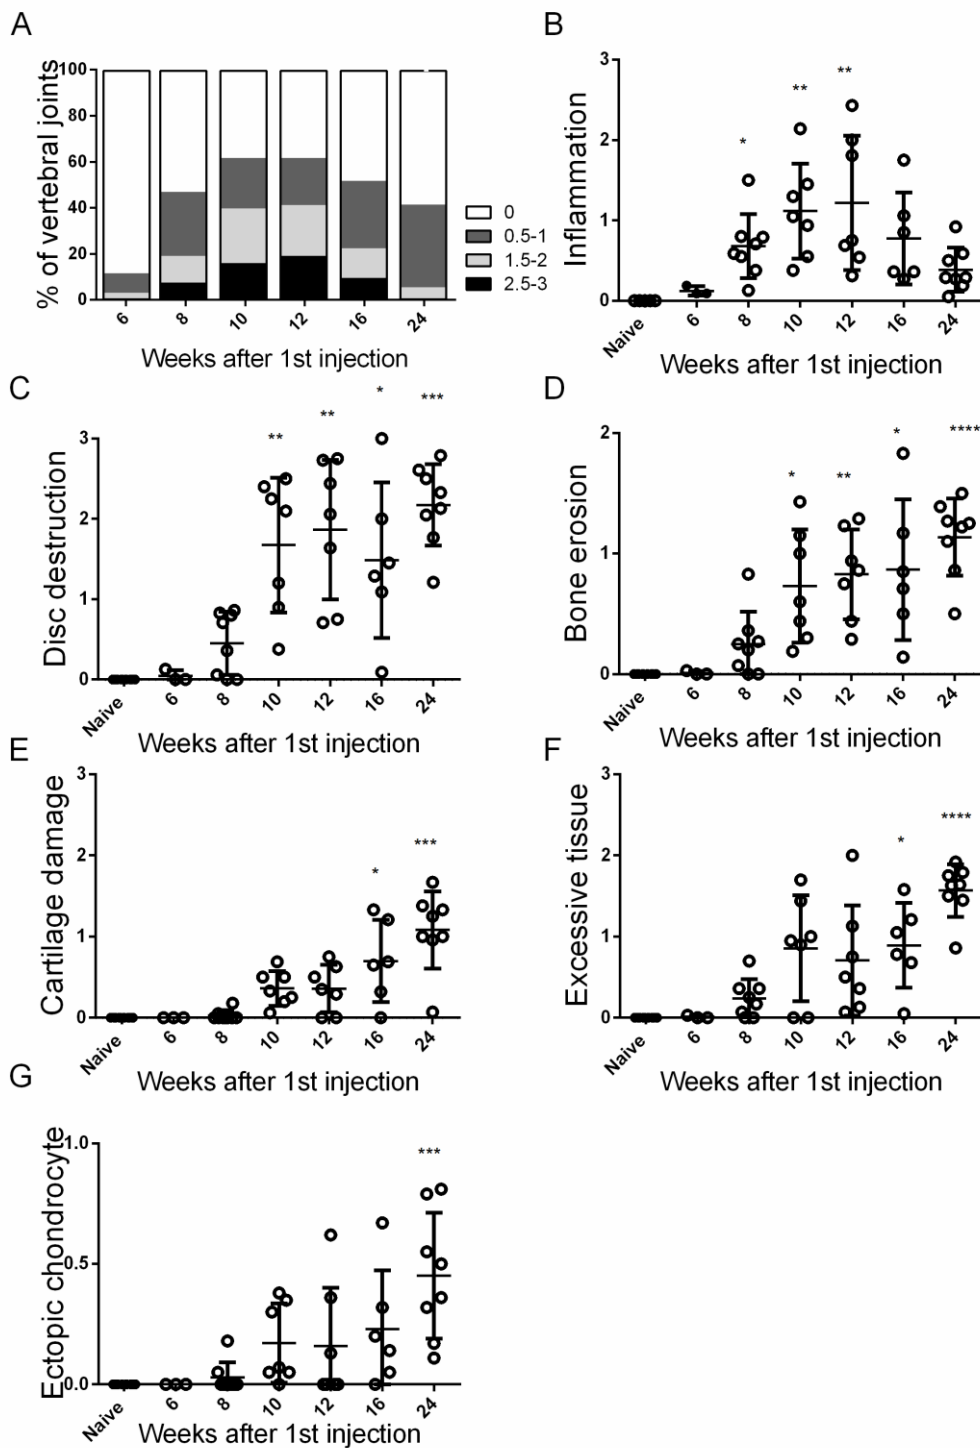 A
100
80
60
40
20
0
% of vertebral joints
6 8 10 12 16 24
Weeks after 1st injection
0
0.5-1
1.5-2
2.5-3
B
3
2
1
0
Inflammation
* ** **
Naive 6 8 10 12 16 24
Weeks after 1st injection
C
3
2
1
0
Disc destruction
** ** * ***
Naive 6 8 10 12 16 24
Weeks after 1st injection
D
2
1
0
Bone erosion
* ** * ****
Naive 6 8 10 12 16 24
Weeks after 1st injection
E
3
2
1
0
Cartilage damage
* ***
Naive 6 8 10 12 16 24
Weeks after 1st injection
F
3
2
1
0
Excessive tissue
* ****
Naive 6 8 10 12 16 24
Weeks after 1st injection
G
1.0
0.5
0.0
Ectopic chondrocyte
***
Naive 6 8 10 12 16 24
Weeks after 1st injection